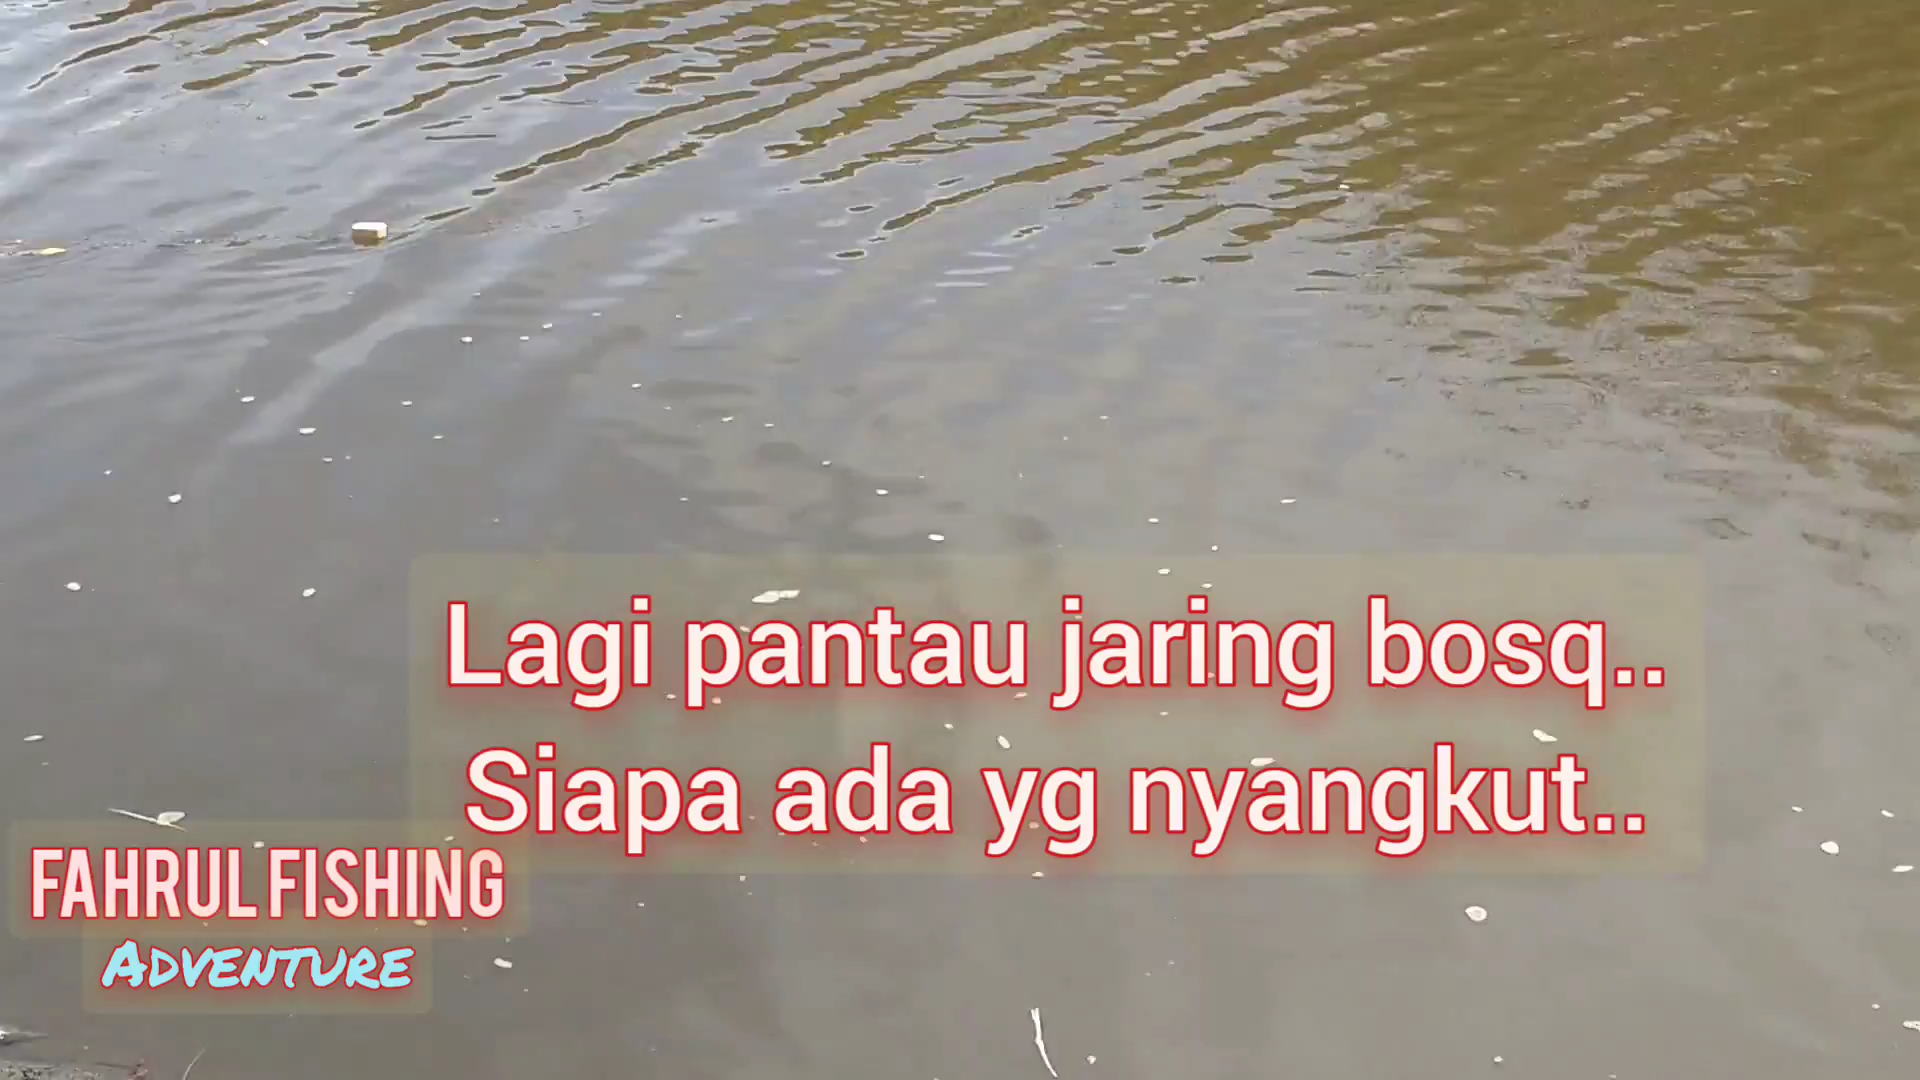 Lagi pantau jaring bosq..
Siapa ada yg nyangkut..
FAHRUL FISHING
ADVENTURE